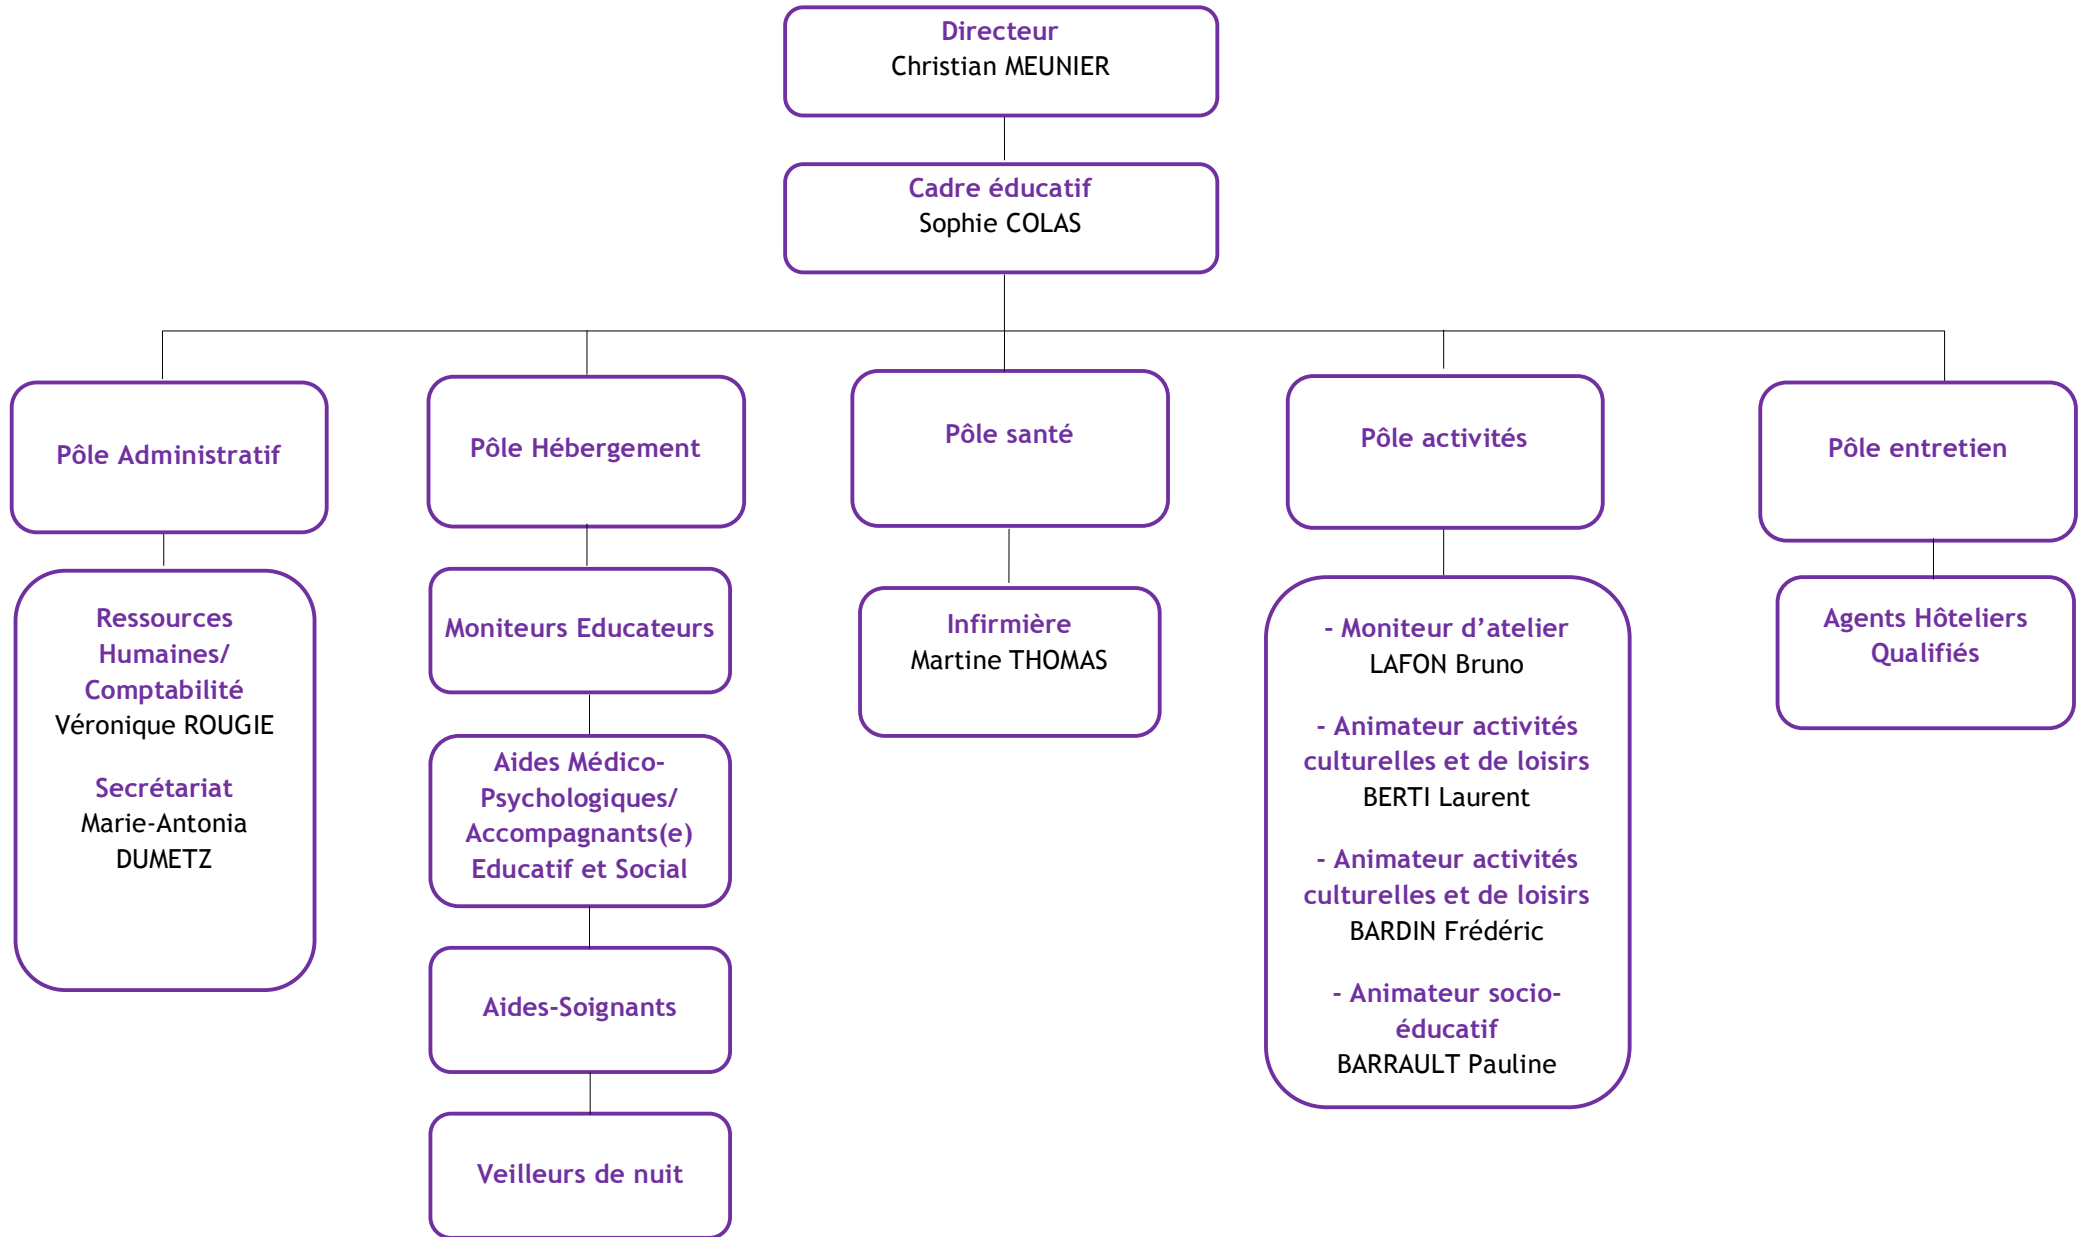 Directeur
Christian MEUNIER
Cadre éducatif
Sophie COLAS
Pôle Administratif
Pôle Hébergement
Pôle santé
Pôle activités
Pôle entretien
Ressources
Humaines/
Comptabilité
Véronique ROUGIE
Secrétariat
Marie-Antonia
DUMETZ
Moniteurs Educateurs
Aides Médico-
Psychologiques/
Accompagnants(e)
Educatif et Social
Aides-Soignants
Veilleurs de nuit
Infirmière
Martine THOMAS
- Moniteur d’atelier
LAFON Bruno
- Animateur activités
culturelles et de loisirs
BERTI Laurent
- Animateur activités
culturelles et de loisirs
BARDIN Frédéric
- Animateur socio-
éducatif
BARRAULT Pauline
Agents Hôteliers
Qualifiés